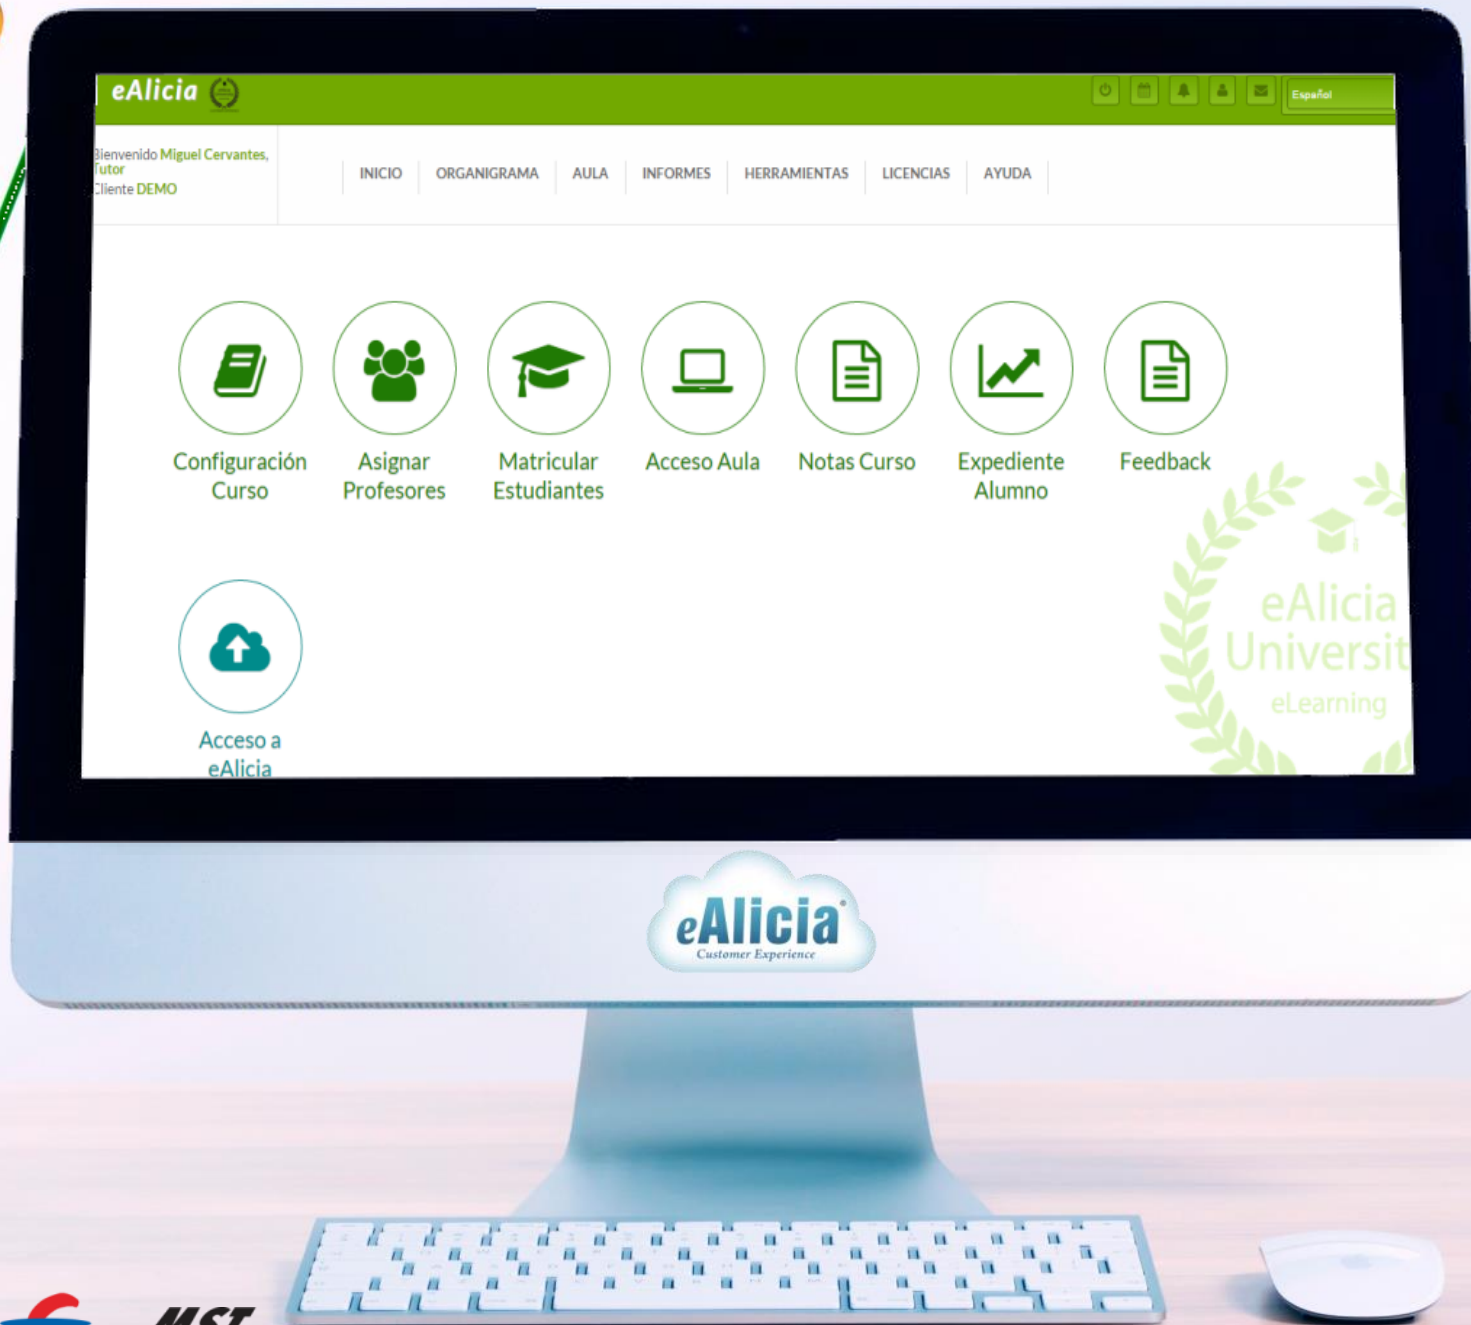 eAlicia
Español
Bienvenido Miguel Cervantes,
Tutor
Cliente DEMO
INICIO ORGANIGRAMA AULA INFORMES HERRAMIENTAS LICENCIAS AYUDA
Configuración
Curso
Asignar
Profesores
Matricular
Estudiantes
Acceso Aula
Notas Curso
Expediente
Alumno
Feedback
Acceso a
eAlicia
eAlicia
Universit
eLearning
eAlicia
Customer Experience
MST